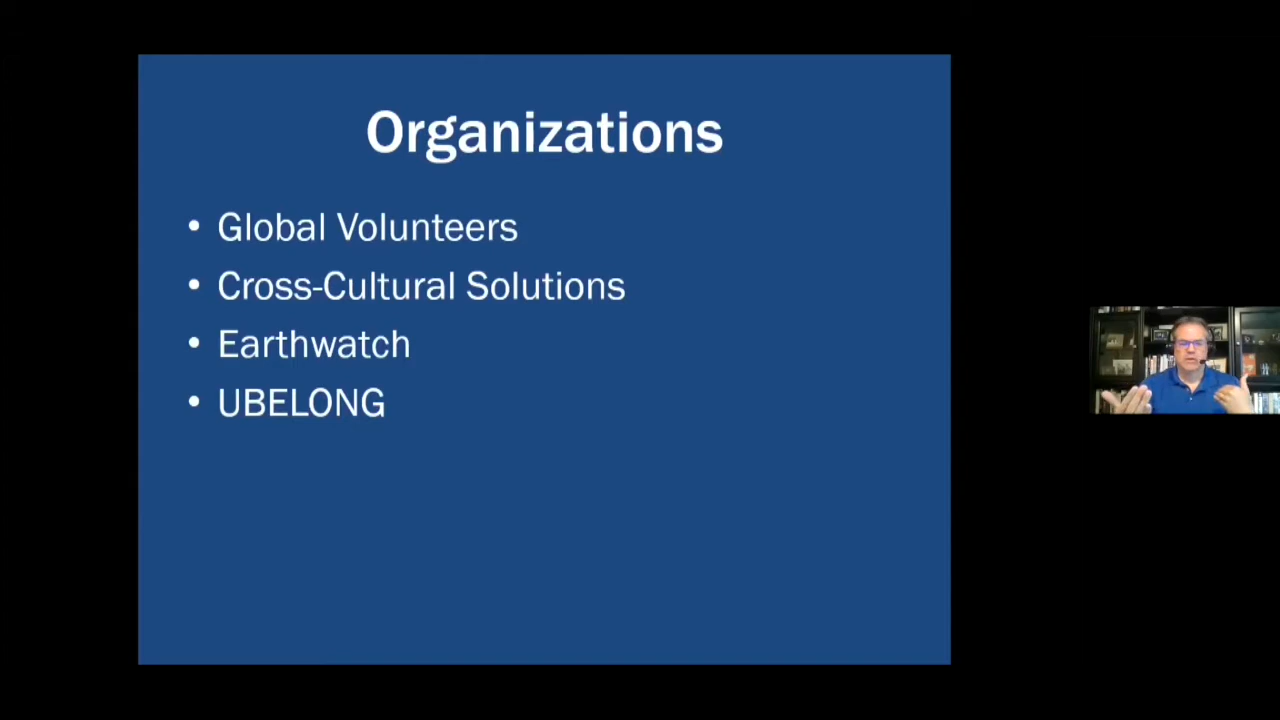 Organizations
• Global Volunteers
• Cross-Cultural Solutions
• Earthwatch
• UBELONG